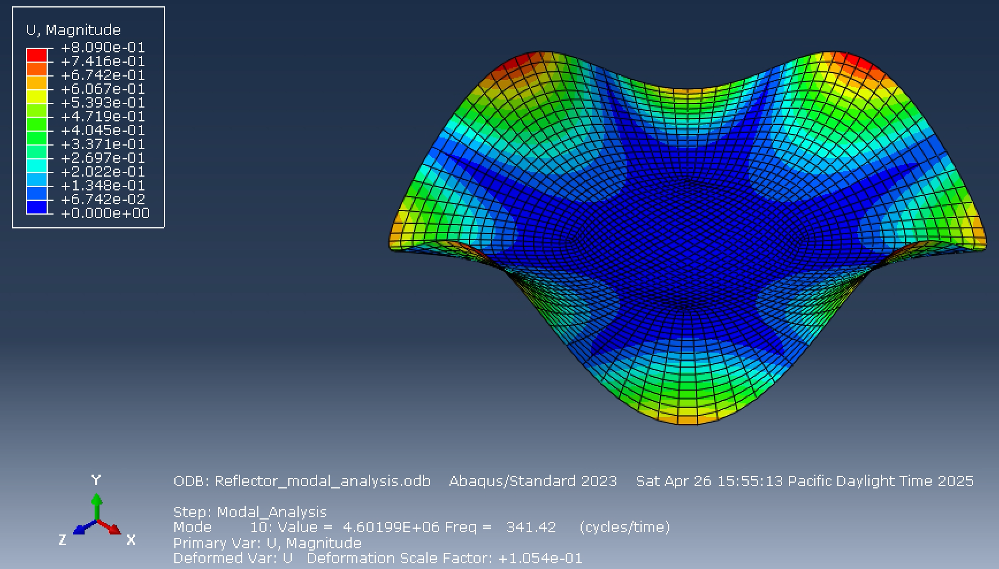 U, Magnitude
+8.090e-01
+7.416e-01
+6.742e-01
+6.067e-01
+5.393e-01
+4.719e-01
+4.045e-01
+3.371e-01
+2.697e-01
+2.022e-01
+1.348e-01
+6.742e-02
+0.000e+00
Y
Z
X
ODB: Reflector_modal_analysis.odb    Abaqus/Standard 2023    Sat Apr 26 15:55:13 Pacific Daylight Time 2025
Step: Modal_Analysis
Mode        10: Value =  4.60199E+06 Freq =   341.42     (cycles/time)
Primary Var: U, Magnitude
Deformed Var: U   Deformation Scale Factor: +1.054e-01